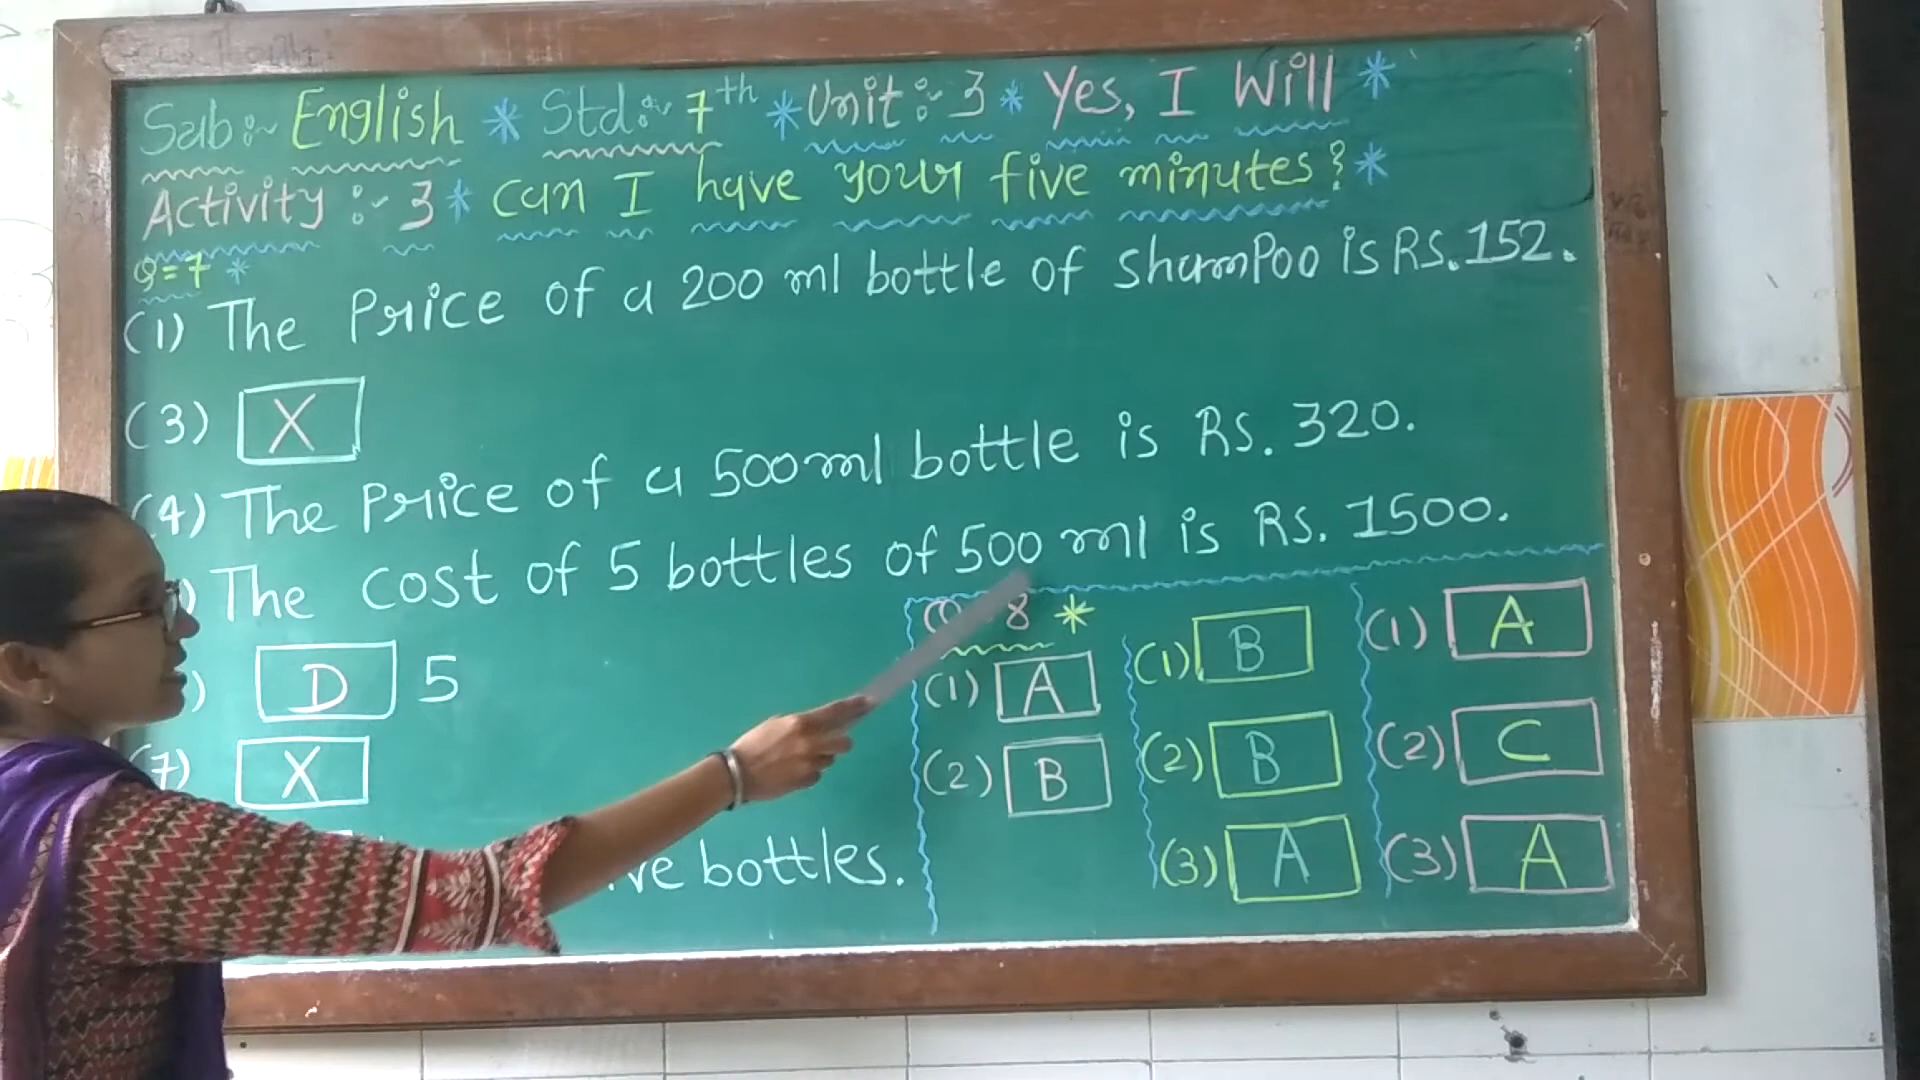 Sub:- English * Std:- 7th * Unit:- 3 * Yes, I Will *
Activity :- 3 * can I have your five minutes? *
Q=7 *
(1) The Price of a 200 ml bottle of shamPoo is RS. 152.
(3) X
(4) The Price of a 500ml bottle is RS. 320.
) The cost of 5 bottles of 500 ml is RS. 1500.
) D 5
(7) X
ve bottles.
8 *
(1) A
(2) B
(1) B
(2) B
(3) A
(1) A
(2) C
(3) A